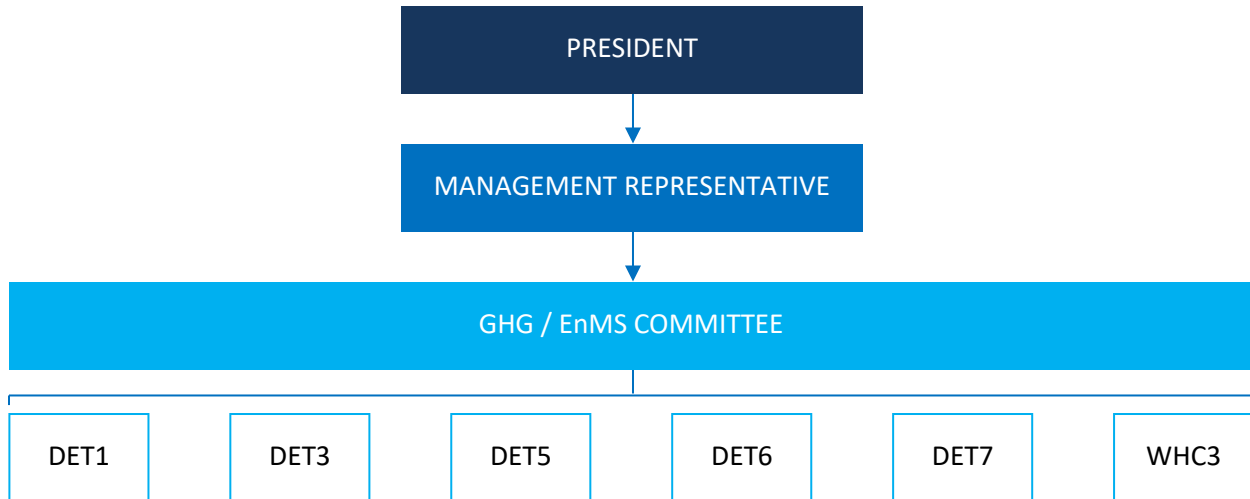 PRESIDENT
MANAGEMENT REPRESENTATIVE
GHG / EnMS COMMITTEE
DET1
DET3
DET5
DET6
DET7
WHC3